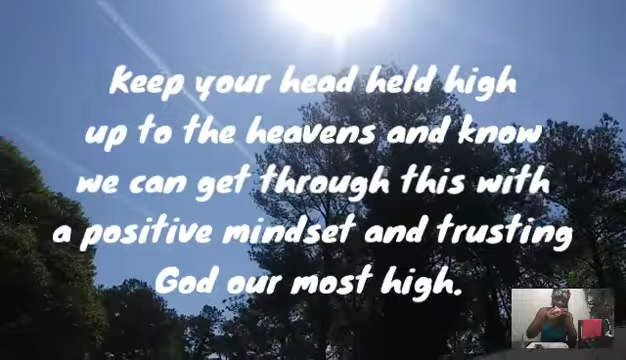 Keep your head held high
up to the heavens and know
we can get through this with
a positive mindset and trusting
God our most high.